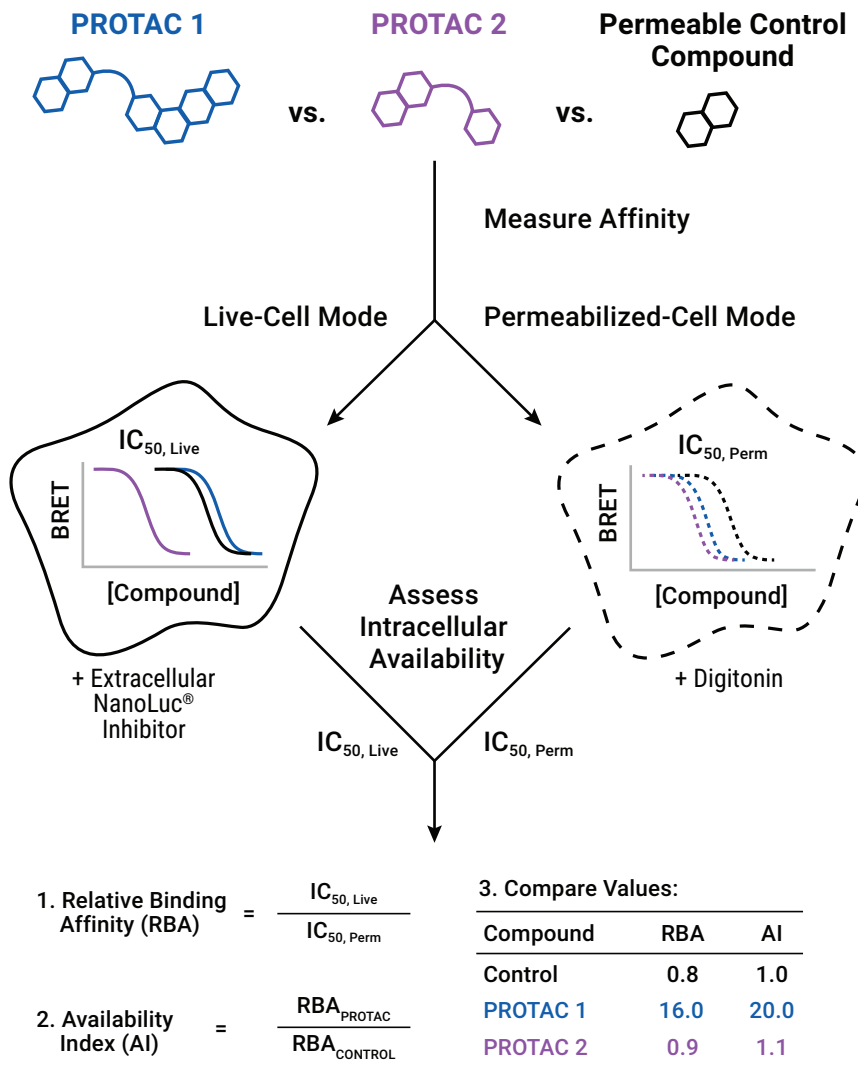 PROTAC 1
PROTAC 2
Permeable Control
Compound
vs.
vs.
Measure Affinity
Live-Cell Mode
Permeabilized-Cell Mode
IC50, Live
BRET
[Compound]
IC50, Perm
BRET
[Compound]
+ Extracellular
NanoLuc®
Inhibitor
+ Digitonin
Assess
Intracellular
Availability
IC50, Live
IC50, Perm
1. Relative Binding
Affinity (RBA)
=
IC50, Live
IC50, Perm
2. Availability
Index (AI)
=
RBAPROTAC
RBACONTROL
3. Compare Values:
Compound RBA AI
Control 0.8 1.0
PROTAC 1 16.0 20.0
PROTAC 2 0.9 1.1